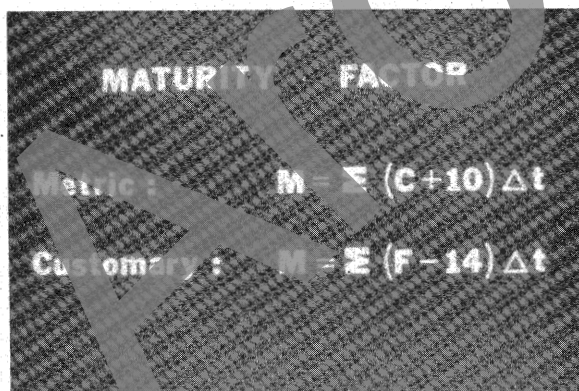 MATURITY FACTOR
Metric : M = Σ (C+10) Δt
Customary : M = Σ (F-14) Δt